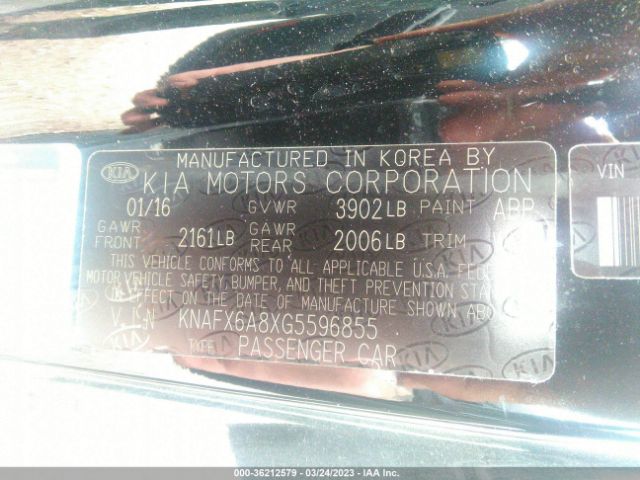 MANUFACTURED IN KOREA BY
KIA KIA MOTORS CORPORATION
01/16 GVWR 3902LB PAINT ABP
GAWR FRONT 2161LB GAWR REAR 2006LB TRIM
THIS VEHICLE CONFORMS TO ALL APPLICABLE U.S.A. FEDE
MOTOR VEHICLE SAFETY, BUMPER, AND THEFT PREVENTION STA
IN EFFECT ON THE DATE OF MANUFACTURE SHOWN ABO
V.I.N KNAFX6A8XG5596855
TYPE PASSENGER CAR
VIN
000-36212579 - 03/24/2023 - IAA Inc.